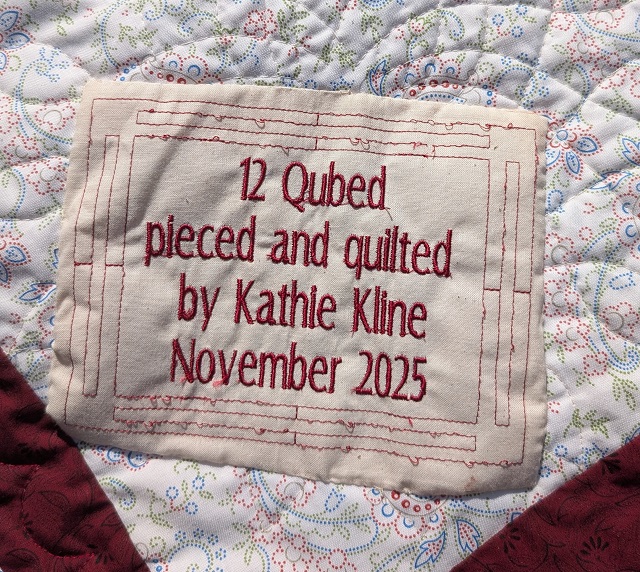 12 Qubed
pieced and quilted
by Kathie Kline
November 2025